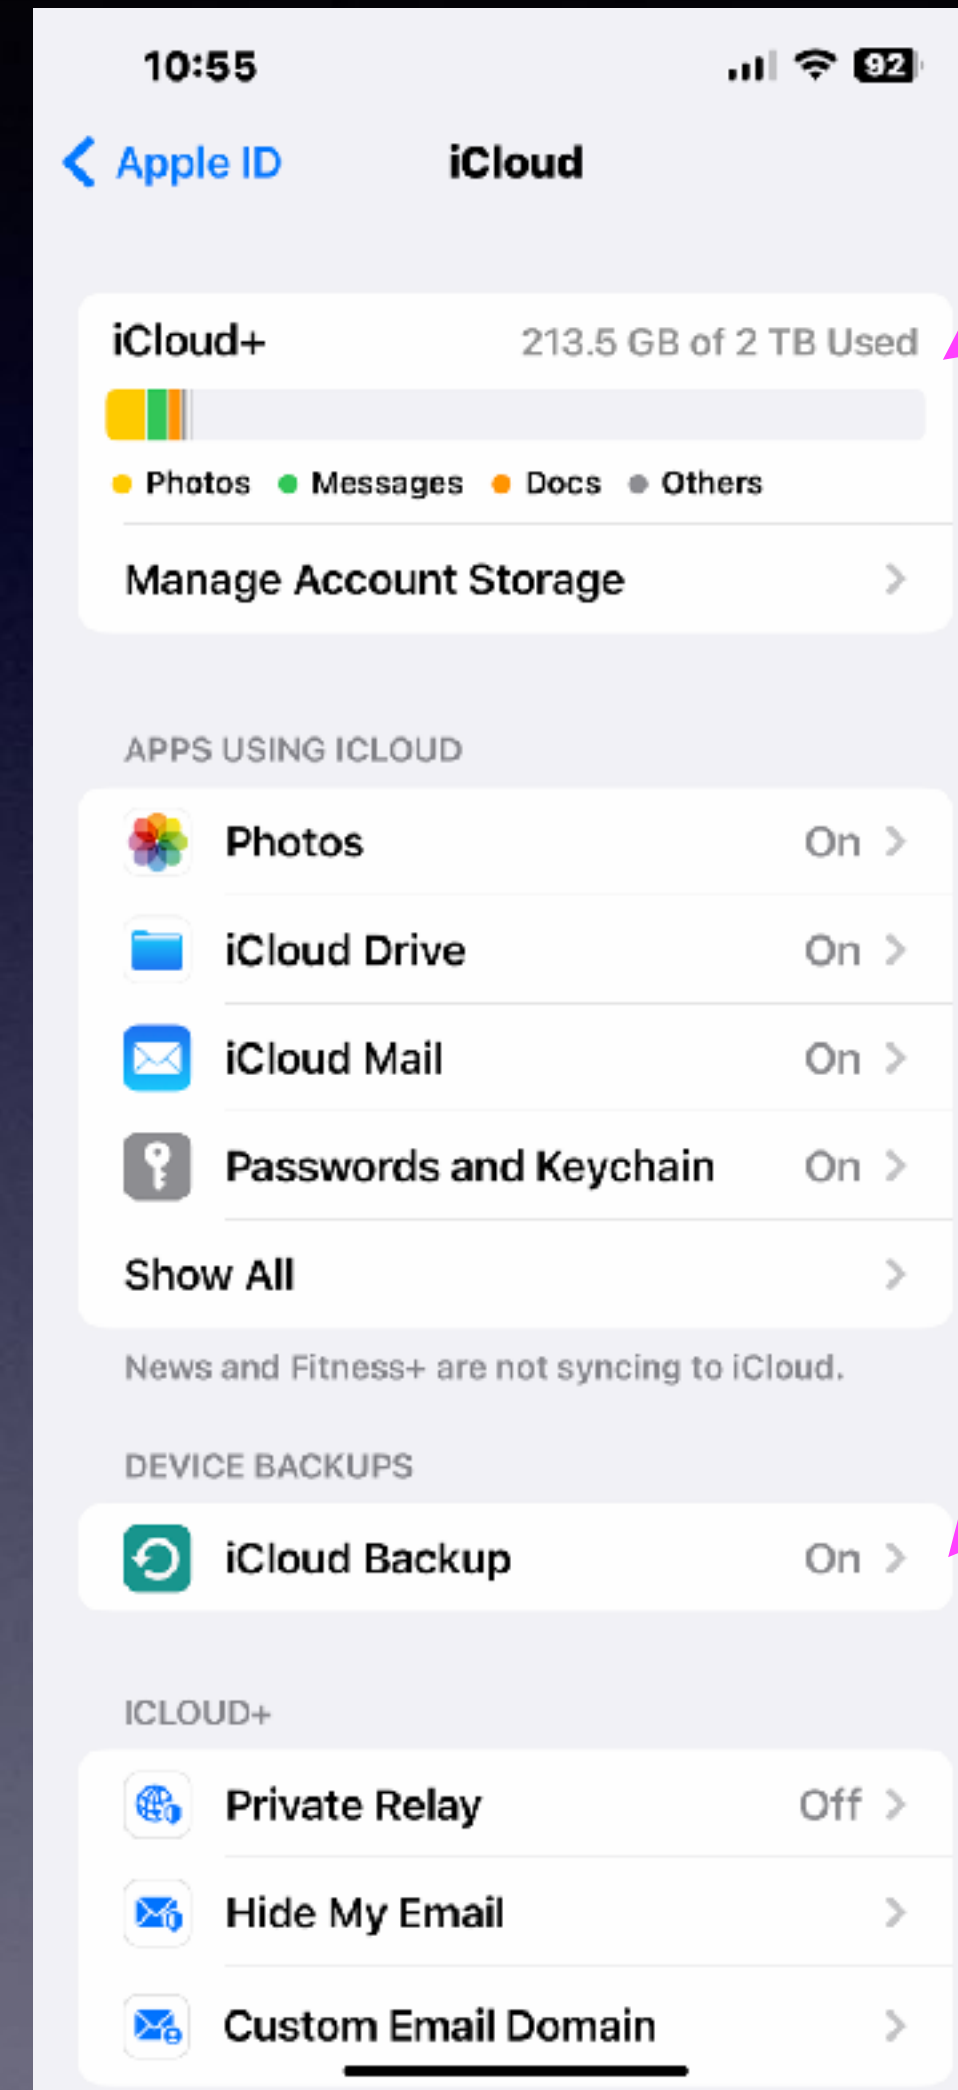 10:55 92
Apple ID iCloud
iCloud+ 213.5 GB of 2 TB Used
Photos Messages Docs Others
Manage Account Storage
APPS USING ICLOUD
Photos On
iCloud Drive On
iCloud Mail On
Passwords and Keychain On
Show All
News and Fitness+ are not syncing to iCloud.
DEVICE BACKUPS
iCloud Backup On
ICLOUD+
Private Relay Off
Hide My Email
Custom Email Domain